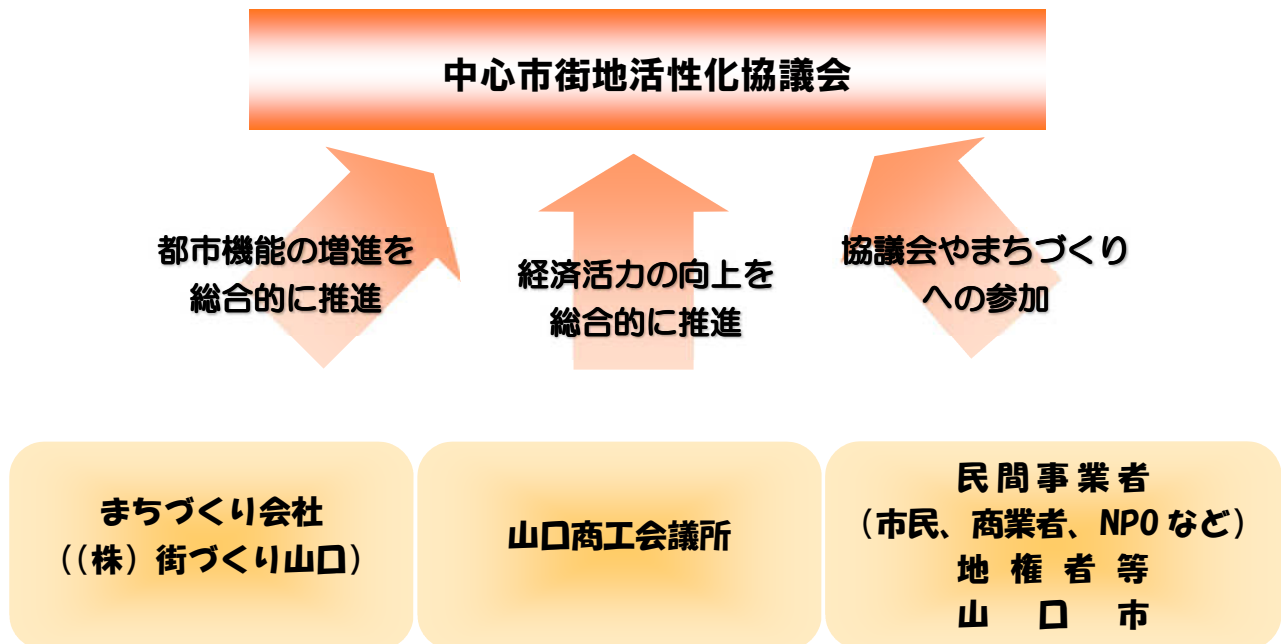 中心市街地活性化協議会
都市機能の増進を
総合的に推進
経済活力の向上を
総合的に推進
協議会やまちづくり
への参加
まちづくり会社
((株) 街づくり山口)
山口商工会議所
民間事業者
(市民、商業者、NPO など)
地権者等
山口市